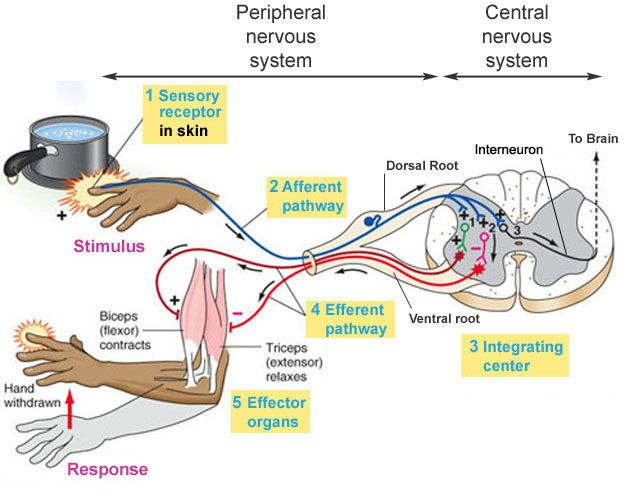 Peripheral
nervous
system
Central
nervous
system
1 Sensory
receptor
in skin
To Brain
Interneuron
Dorsal Root
2 Afferent
pathway
+
Stimulus
+ 1
+ 2
3
+
−
4 Efferent
pathway
Ventral root
3 Integrating
center
+
−
Biceps
(flexor)
contracts
Triceps
(extensor)
relaxes
5 Effector
organs
Hand
withdrawn
Response